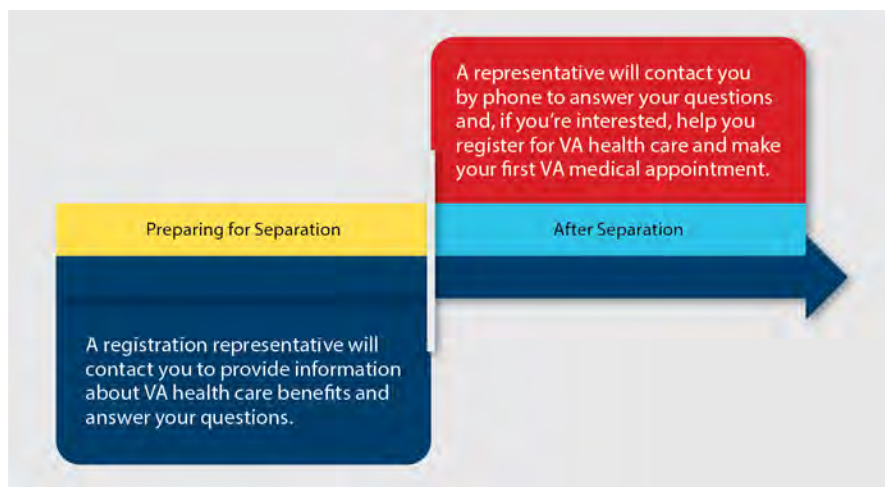 A representative will contact you
by phone to answer your questions
and, if you're interested, help you
register for VA health care and make
your first VA medical appointment.
Preparing for Separation
After Separation
A registration representative will
contact you to provide information
about VA health care benefits and
answer your questions.